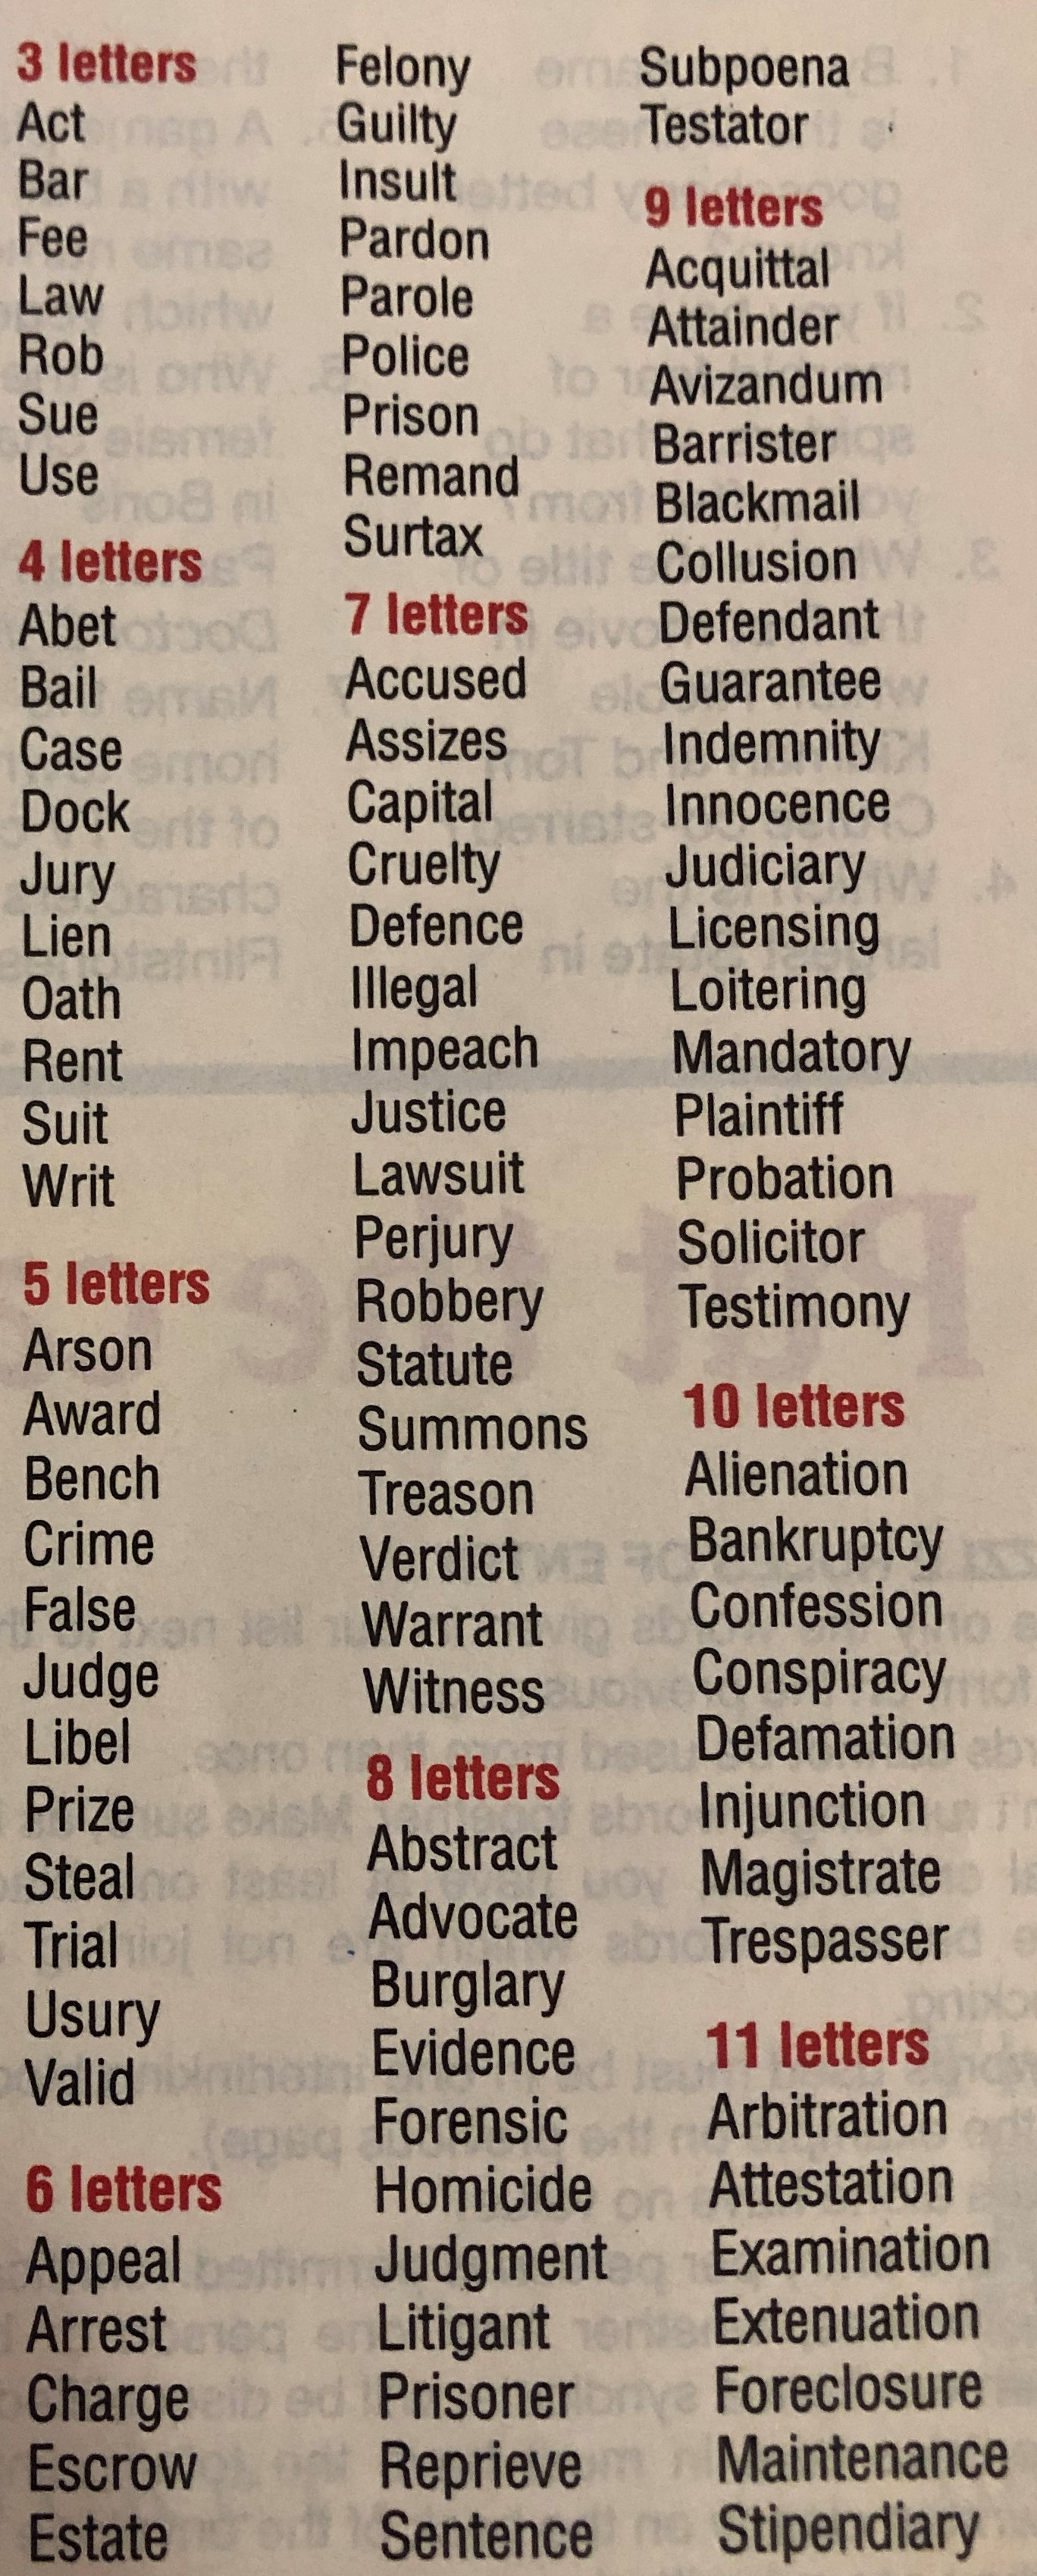 3 letters
Act
Bar
Fee
Law
Rob
Sue
Use
4 letters
Abet
Bail
Case
Dock
Jury
Lien
Oath
Rent
Suit
Writ
5 letters
Arson
Award
Bench
Crime
False
Judge
Libel
Prize
Steal
Trial
Usury
Valid
6 letters
Appeal
Arrest
Charge
Escrow
Estate
Felony
Guilty
Insult
Pardon
Parole
Police
Prison
Remand
Surtax
7 letters
Accused
Assizes
Capital
Cruelty
Defence
Illegal
Impeach
Justice
Lawsuit
Perjury
Robbery
Statute
Summons
Treason
Verdict
Warrant
Witness
8 letters
Abstract
Advocate
Burglary
Evidence
Forensic
Homicide
Judgment
Litigant
Prisoner
Reprieve
Sentence
Subpoena
Testator
9 letters
Acquittal
Attainder
Avizandum
Barrister
Blackmail
Collusion
Defendant
Guarantee
Indemnity
Innocence
Judiciary
Licensing
Loitering
Mandatory
Plaintiff
Probation
Solicitor
Testimony
10 letters
Alienation
Bankruptcy
Confession
Conspiracy
Defamation
Injunction
Magistrate
Trespasser
11 letters
Arbitration
Attestation
Examination
Extenuation
Foreclosure
Maintenance
Stipendiary